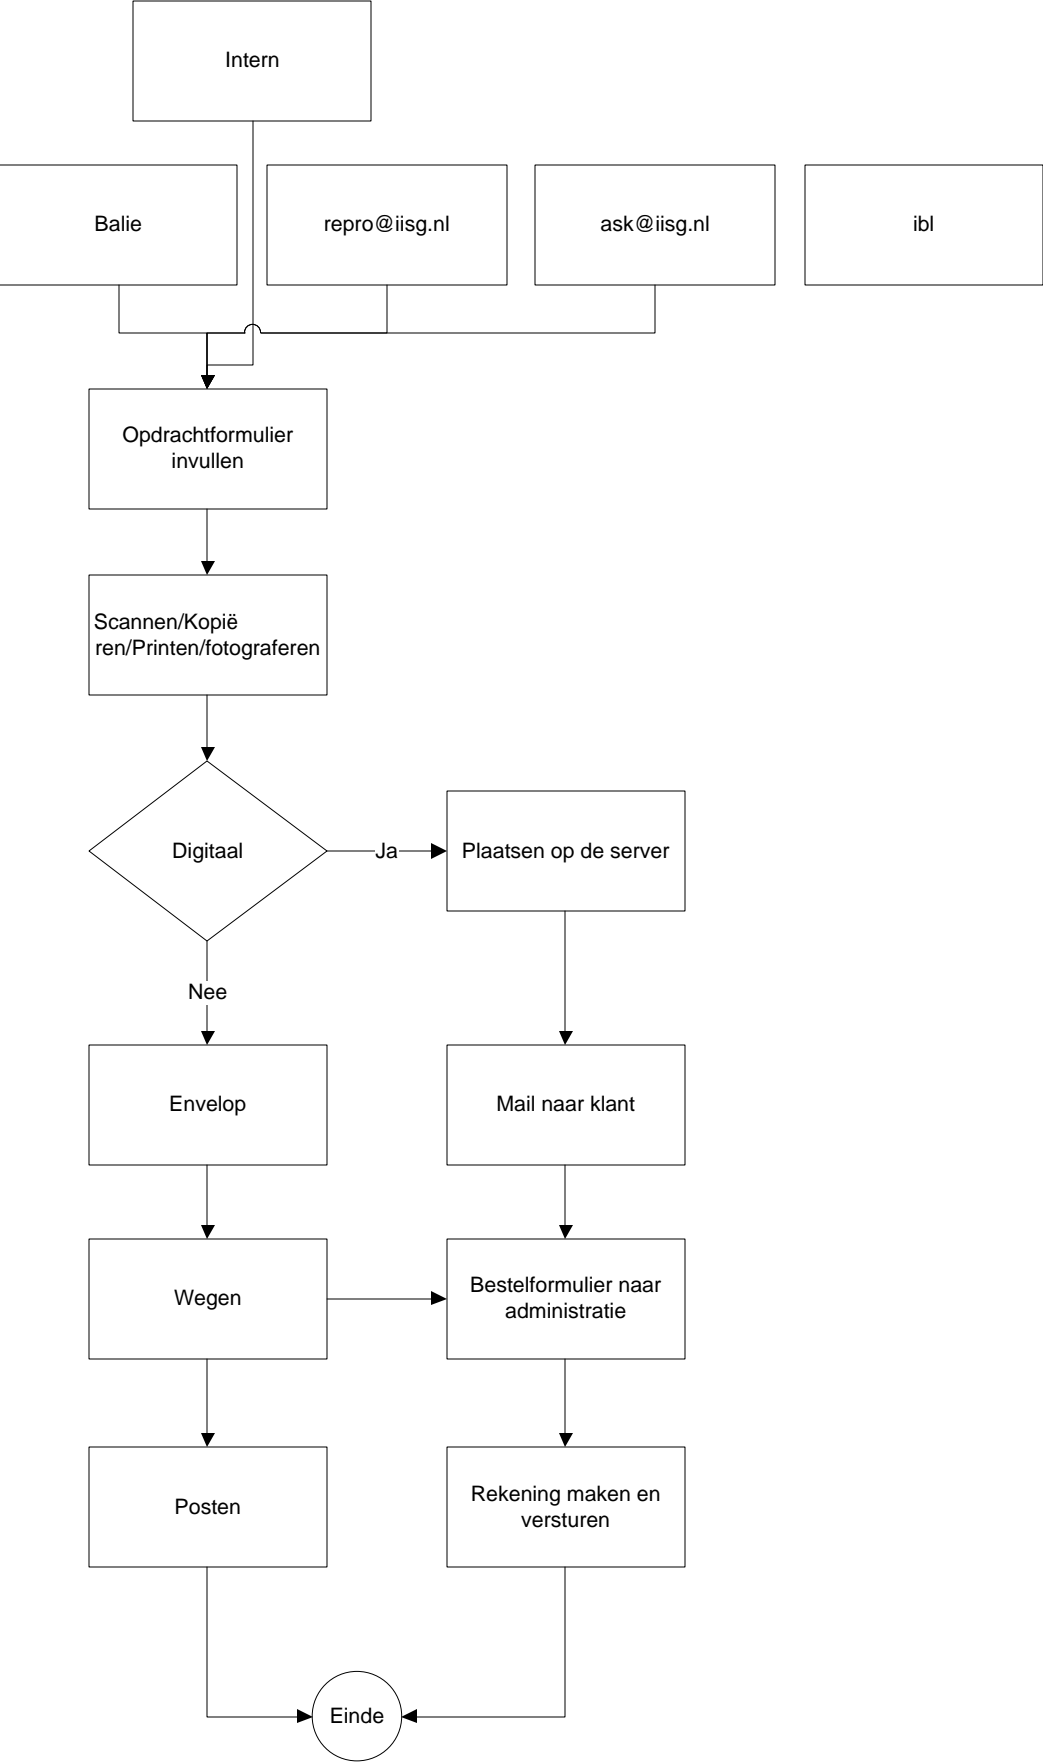 Intern
Balie
repro@iisg.nl
ask@iisg.nl
ibl
Opdrachtformulier
invullen
Scannen/Kopië
ren/Printen/fotograferen
Digitaal
Ja
Plaatsen op de server
Nee
Envelop
Mail naar klant
Wegen
Bestelformulier naar
administratie
Posten
Rekening maken en
versturen
Einde